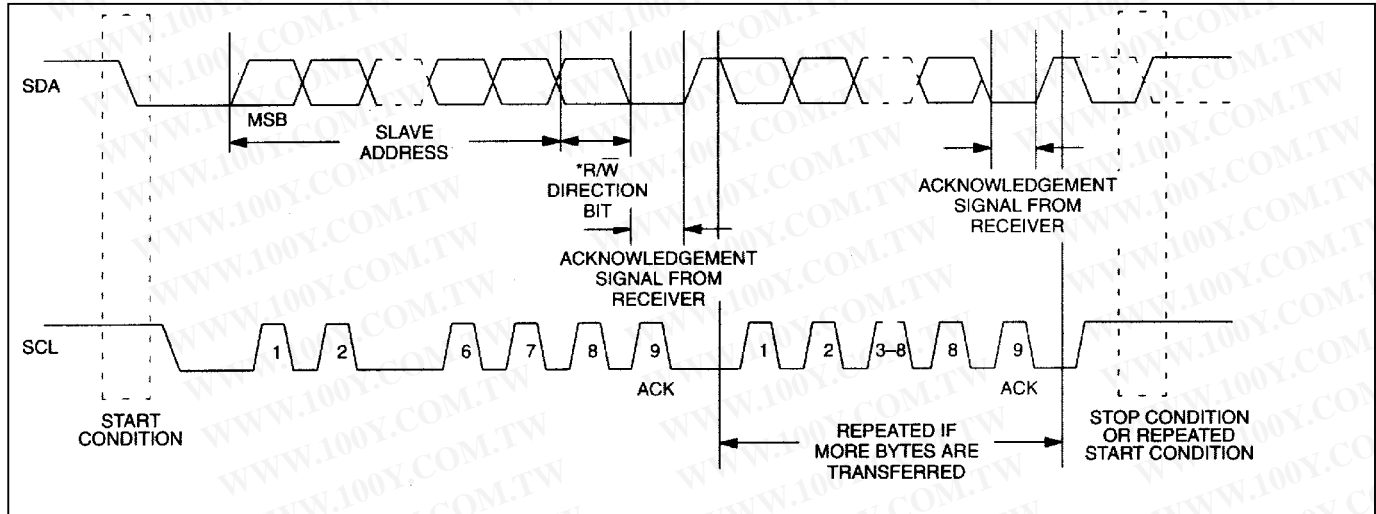 SDA
MSB
SLAVE
ADDRESS
*R/W̅
DIRECTION
BIT
ACKNOWLEDGEMENT
SIGNAL FROM
RECEIVER
ACKNOWLEDGEMENT
SIGNAL FROM
RECEIVER
SCL
1 2 6 7 8 9 1 2 3–8 8 9
ACK ACK
START
CONDITION
REPEATED IF
MORE BYTES ARE
TRANSFERRED
STOP CONDITION
OR REPEATED
START CONDITION
WWW.100Y.COM.TW